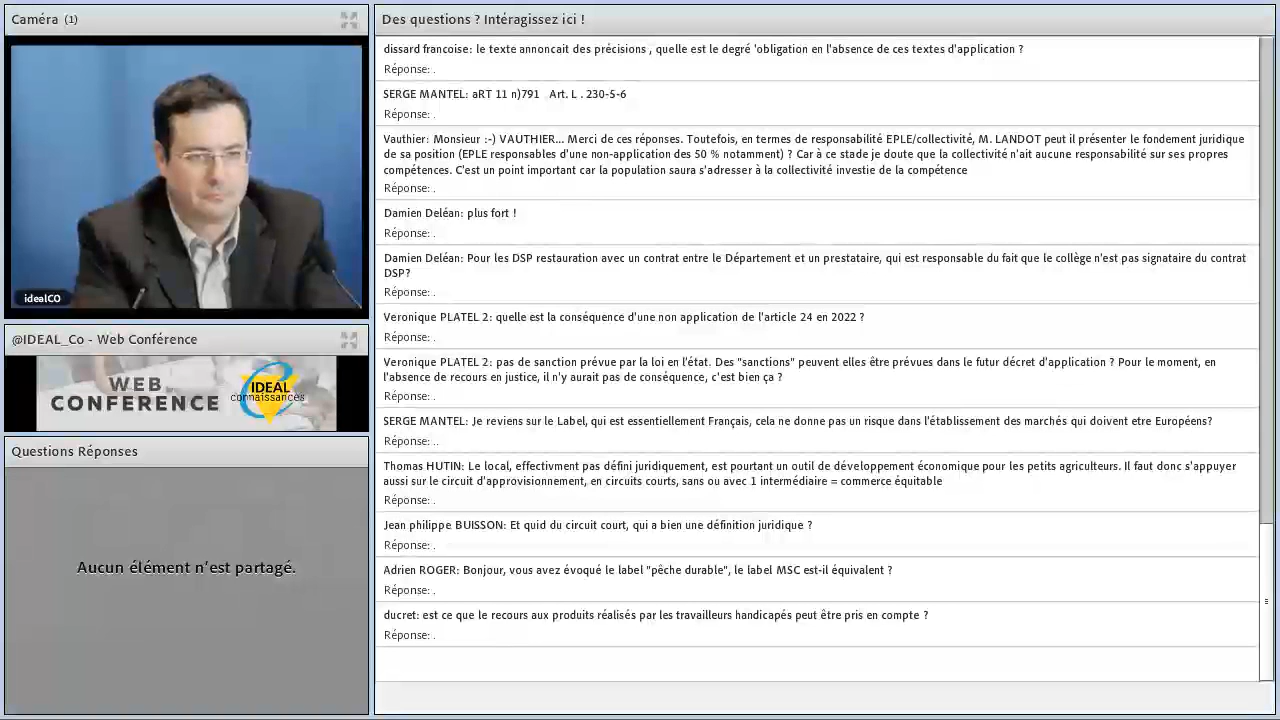 Caméra (1)
idealCO
@IDEAL_Co - Web Conférence
WEB
CONFERENCE
IDEAL
connaissances
Questions Réponses
Aucun élément n'est partagé.
Des questions ? Intéragissez ici !
dissard francoise: le texte annoncait des précisions , quelle est le degré 'obligation en l'absence de ces textes d'application ?
Réponse: .
SERGE MANTEL: aRT 11 n)791 Art. L . 230-5-6
Réponse: .
Vauthier: Monsieur :-) VAUTHIER... Merci de ces réponses. Toutefois, en termes de responsabilité EPLE/collectivité, M. LANDOT peut il présenter le fondement juridique
de sa position (EPLE responsables d'une non-application des 50 % notamment) ? Car à ce stade je doute que la collectivité n'ait aucune responsabilité sur ses propres
compétences. C'est un point important car la population saura s'adresser à la collectivité investie de la compétence
Réponse: .
Damien Deléan: plus fort !
Réponse: .
Damien Deléan: Pour les DSP restauration avec un contrat entre le Département et un prestataire, qui est responsable du fait que le collège n'est pas signataire du contrat
DSP?
Réponse: .
Veronique PLATEL 2: quelle est la conséquence d'une non application de l'article 24 en 2022 ?
Réponse: .
Veronique PLATEL 2: pas de sanction prévue par la loi en l'état. Des "sanctions" peuvent elles être prévues dans le futur décret d'application ? Pour le moment, en
l'absence de recours en justice, il n'y aurait pas de conséquence, c'est bien ça ?
Réponse: .
SERGE MANTEL: Je reviens sur le Label, qui est essentiellement Français, cela ne donne pas un risque dans l'établissement des marchés qui doivent etre Européens?
Réponse: ..
Thomas HUTIN: Le local, effectivment pas défini juridiquement, est pourtant un outil de développement économique pour les petits agriculteurs. Il faut donc s'appuyer
aussi sur le circuit d'approvisionnement, en circuits courts, sans ou avec 1 intermédiaire = commerce équitable
Réponse: .
Jean philippe BUISSON: Et quid du circuit court, qui a bien une définition juridique ?
Réponse: .
Adrien ROGER: Bonjour, vous avez évoqué le label "pêche durable", le label MSC est-il équivalent ?
Réponse: .
ducret: est ce que le recours aux produits réalisés par les travailleurs handicapés peut être pris en compte ?
Réponse: .